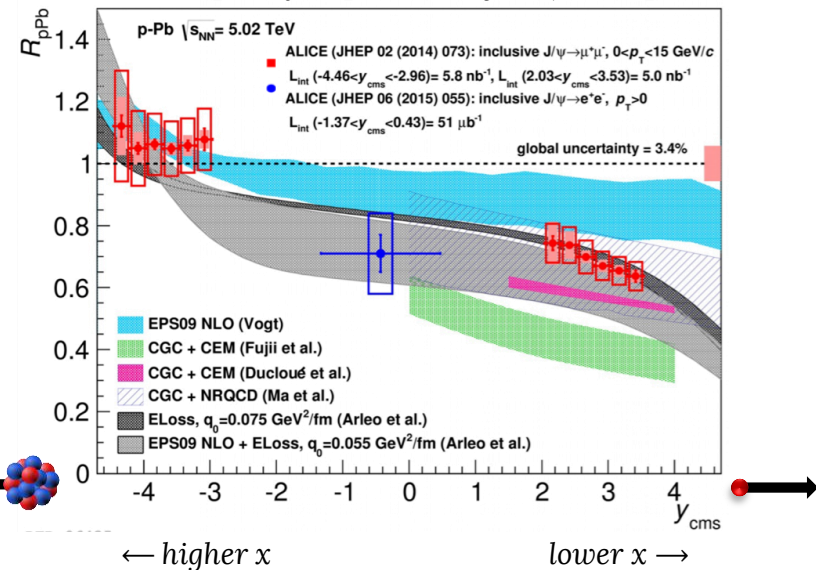 p-Pb √sNN= 5.02 TeV
ALICE (JHEP 02 (2014) 073): inclusive J/ψ→μ⁺μ⁻, 0<pT<15 GeV/c
Lint (-4.46<ycms<-2.96)= 5.8 nb⁻¹, Lint (2.03<ycms<3.53)= 5.0 nb⁻¹
ALICE (JHEP 06 (2015) 055): inclusive J/ψ→e⁺e⁻, pT>0
Lint (-1.37<ycms<0.43)= 51 μb⁻¹
global uncertainty = 3.4%
RpPb
1.4
1.2
1
0.8
0.6
0.4
0.2
0
EPS09 NLO (Vogt)
CGC + CEM (Fujii et al.)
CGC + CEM (Ducloué et al.)
CGC + NRQCD (Ma et al.)
ELoss, q0=0.075 GeV²/fm (Arleo et al.)
EPS09 NLO + ELoss, q0=0.055 GeV²/fm (Arleo et al.)
-4 -3 -2 -1 0 1 2 3 4
ycms
⟵ higher x lower x ⟶